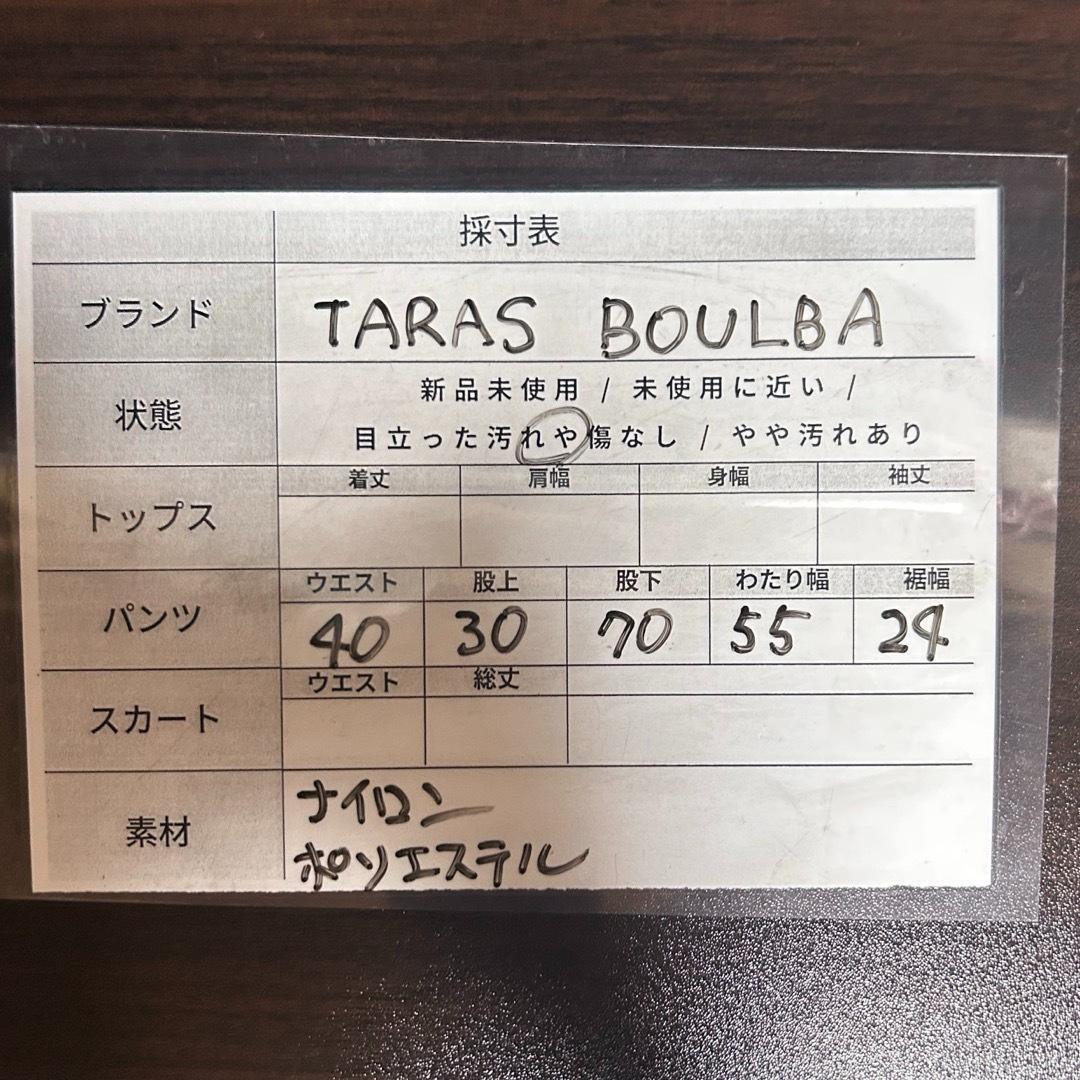 採寸表
ブランド
TARAS BOULBA
状態
新品未使用 / 未使用に近い /
目立った汚れや傷なし / やや汚れあり
トップス
着丈 肩幅 身幅 袖丈
パンツ
ウエスト 股上 股下 わたり幅 裾幅
40 30 70 55 24
スカート
ウエスト 総丈
素材
ナイロン
ポリエステル